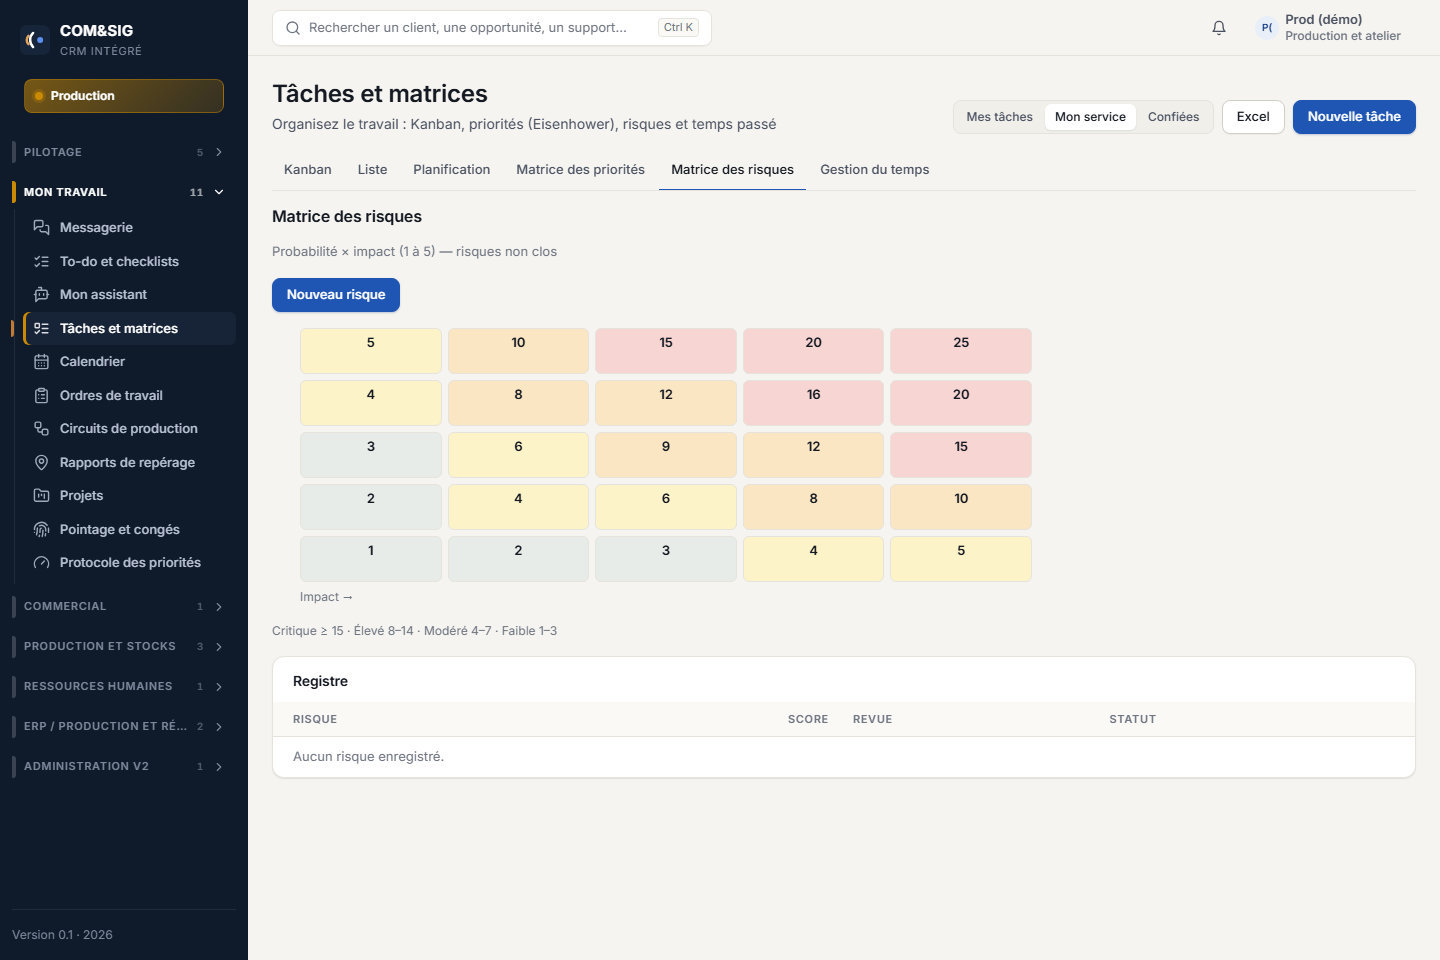 COM&SIG
CRM INTÉGRÉ
Production
PILOTAGE 5
MON TRAVAIL 11
Messagerie
To-do et checklists
Mon assistant
Tâches et matrices
Calendrier
Ordres de travail
Circuits de production
Rapports de repérage
Projets
Pointage et congés
Protocole des priorités
COMMERCIAL 1
PRODUCTION ET STOCKS 3
RESSOURCES HUMAINES 1
ERP / PRODUCTION ET RÉ... 2
ADMINISTRATION V2 1
Version 0.1 · 2026
Rechercher un client, une opportunité, un support... Ctrl K
P(
Prod (démo)
Production et atelier
Tâches et matrices
Organisez le travail : Kanban, priorités (Eisenhower), risques et temps passé
Mes tâches Mon service Confiées Excel Nouvelle tâche
Kanban Liste Planification Matrice des priorités Matrice des risques Gestion du temps
Matrice des risques
Probabilité × impact (1 à 5) — risques non clos
Nouveau risque
5 10 15 20 25
4 8 12 16 20
3 6 9 12 15
2 4 6 8 10
1 2 3 4 5
Impact →
Critique ≥ 15 · Élevé 8–14 · Modéré 4–7 · Faible 1–3
Registre
RISQUE SCORE REVUE STATUT
Aucun risque enregistré.